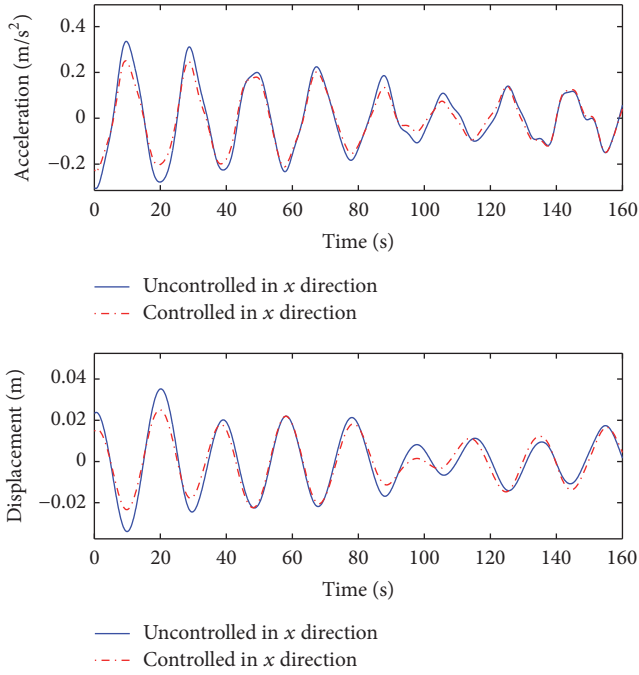 Acceleration (m/s²)
0.4
0.2
0
−0.2
0 20 40 60 80 100 120 140 160
Time (s)
Uncontrolled in x direction
Controlled in x direction
Displacement (m)
0.04
0.02
0
−0.02
0 20 40 60 80 100 120 140 160
Time (s)
Uncontrolled in x direction
Controlled in x direction